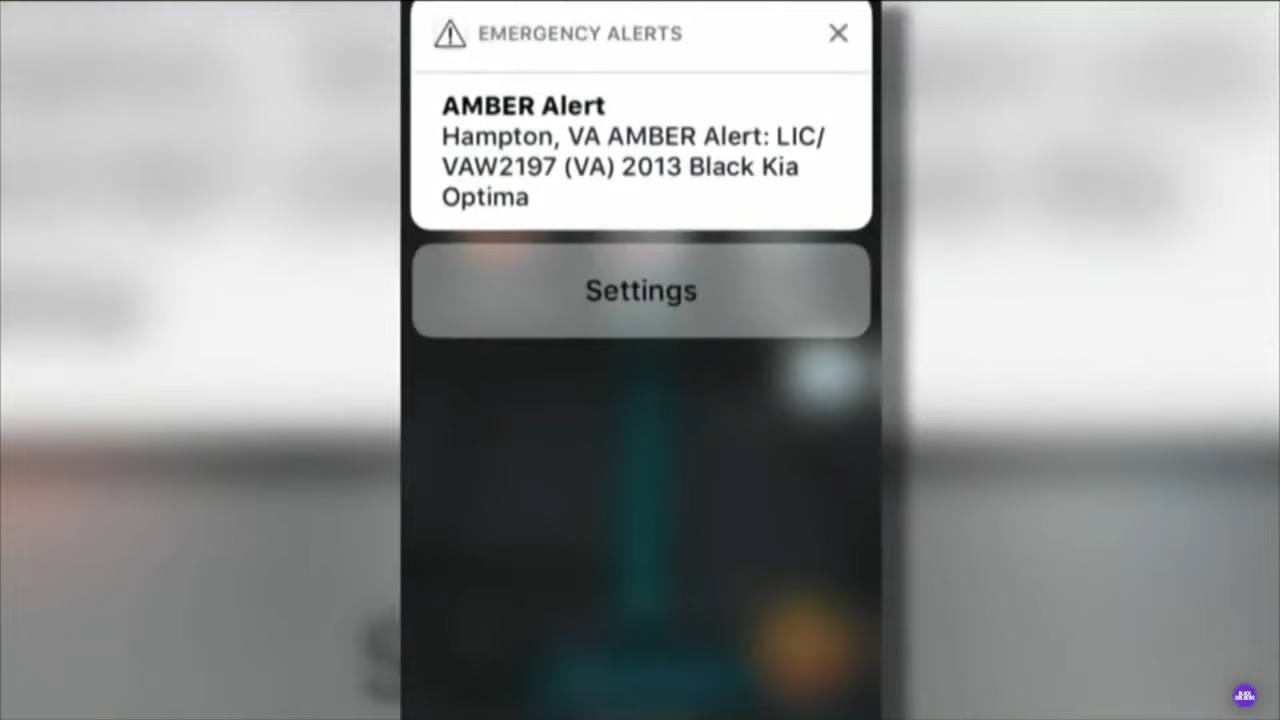 EMERGENCY ALERTS
AMBER Alert
Hampton, VA AMBER Alert: LIC/
VAW2197 (VA) 2013 Black Kia
Optima
Settings